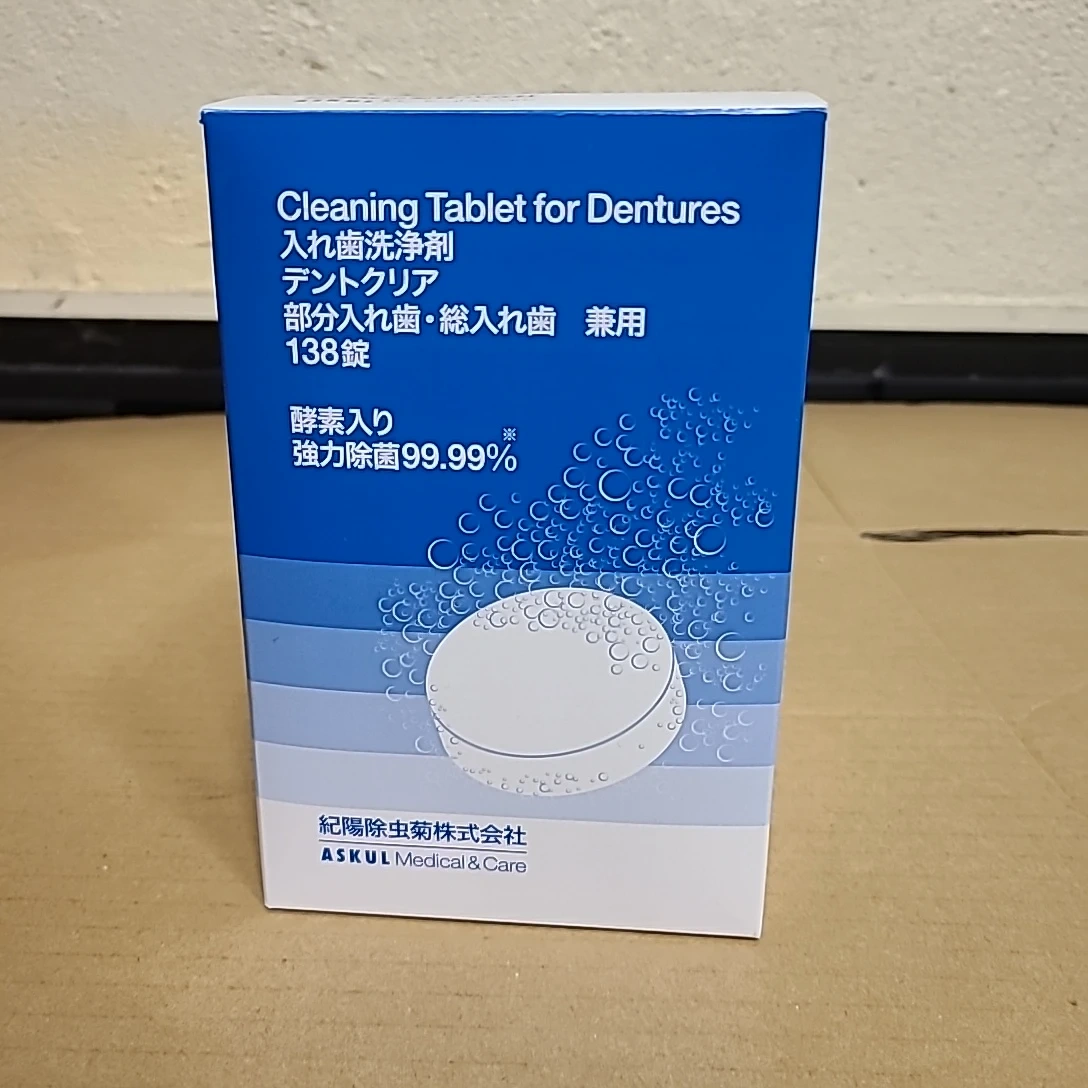 ASKUL
Cleaning Tablet for Dentures
入れ歯洗浄剤
デントクリア
部分入れ歯・総入れ歯　兼用
138錠
酵素入り
強力除菌99.99%※
紀陽除虫菊株式会社
ASKUL Medical & Care